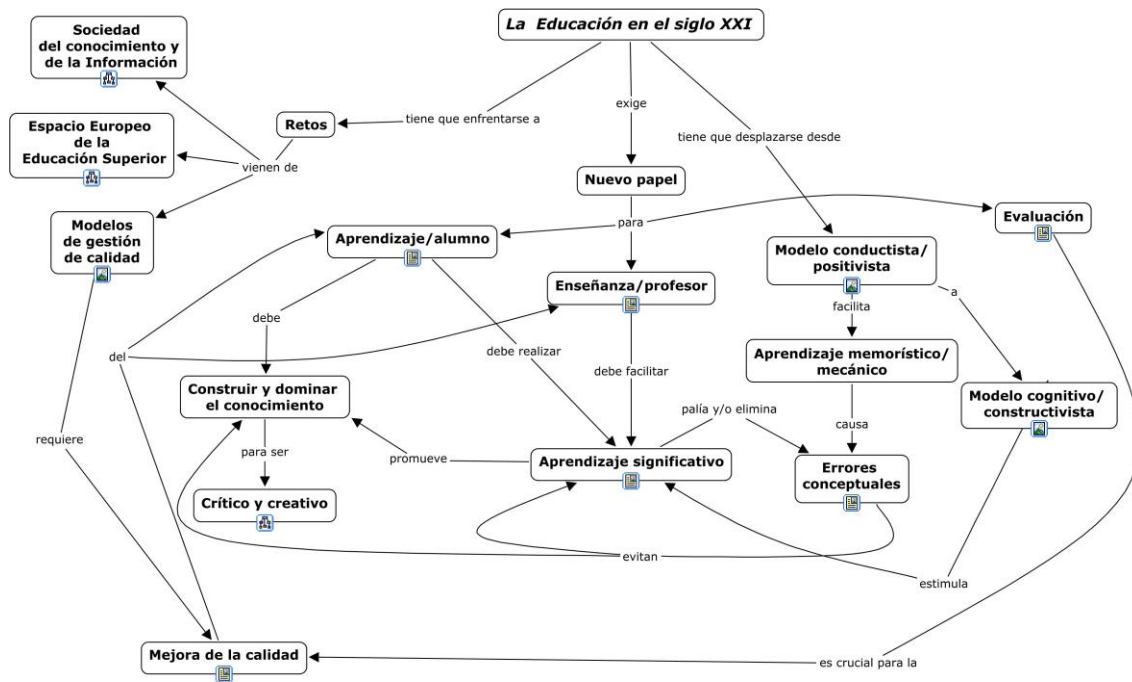 La Educación en el siglo XXI
Sociedad
del conocimiento y
de la Información
tiene que enfrentarse a
exige
tiene que desplazarse desde
Retos
Espacio Europeo
de la
Educación Superior
vienen de
Nuevo papel
Modelos
de gestión
de calidad
para
Aprendizaje/alumno
Evaluación
Modelo conductista/
positivista
Enseñanza/profesor
a
facilita
debe
del
debe realizar
debe facilitar
Aprendizaje memorístico/
mecánico
Construir y dominar
el conocimiento
Modelo cognitivo/
constructivista
palía y/o elimina
causa
requiere
para ser
promueve
Aprendizaje significativo
Errores
conceptuales
Crítico y creativo
evitan
estimula
Mejora de la calidad
es crucial para la